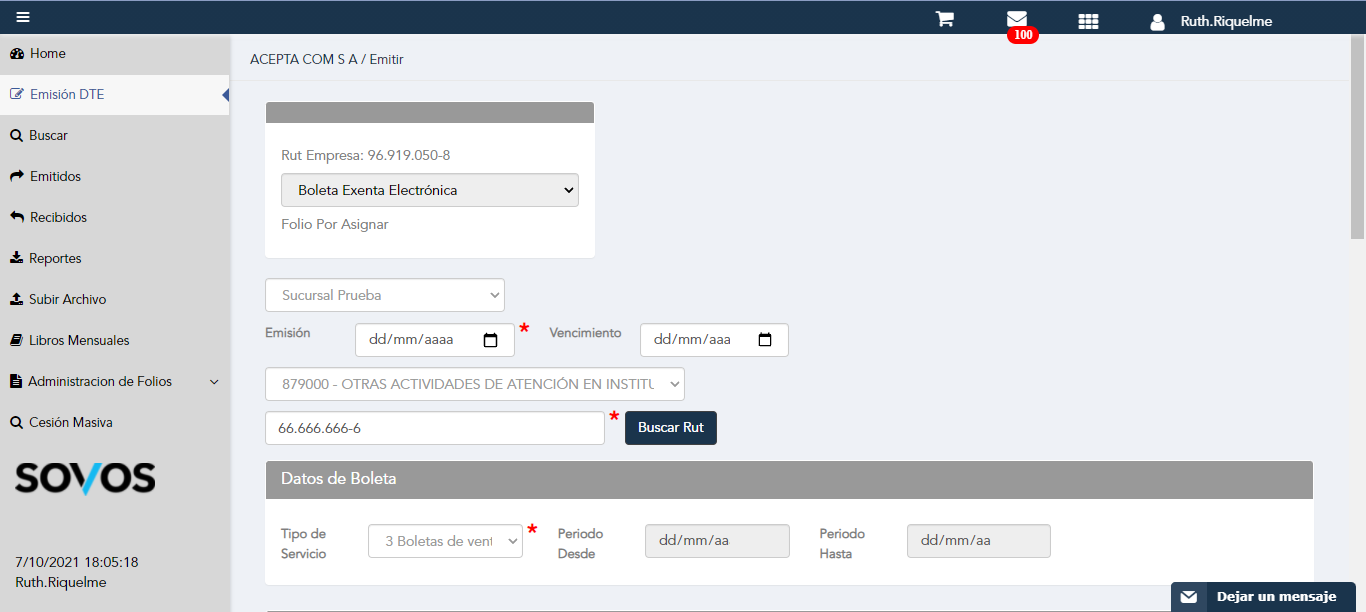 Ruth.Riquelme
100
Home
ACEPTA COM S A / Emitir
Emisión DTE
Buscar
Emitidos
Recibidos
Reportes
Subir Archivo
Libros Mensuales
Administracion de Folios
Cesión Masiva
SOVOS
7/10/2021 18:05:18
Ruth.Riquelme
Rut Empresa: 96.919.050-8
Boleta Exenta Electrónica
Folio Por Asignar
Sucursal Prueba
Emisión dd/mm/aaaa * Vencimiento dd/mm/aaa
879000 - OTRAS ACTIVIDADES DE ATENCIÓN EN INSTITU
66.666.666-6 * Buscar Rut
Datos de Boleta
Tipo de Servicio 3 Boletas de vent * Periodo Desde dd/mm/aa Periodo Hasta dd/mm/aa
Dejar un mensaje